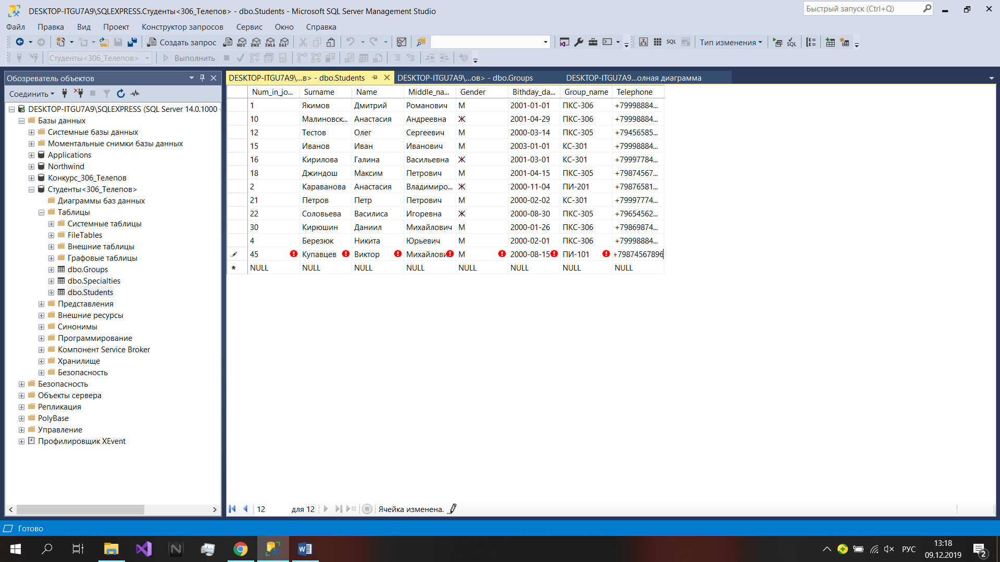 DESKTOP-ITGU7A9\SQLEXPRESS.Студенты<306_Телепов> - dbo.Students - Microsoft SQL Server Management Studio
Быстрый запуск (Ctrl+Q)
Файл Правка Вид Проект Конструктор запросов Сервис Окно Справка
Создать запрос MDX DMX XMLA DAX SQL Тип изменения SQL
Студенты<306_Телепов> Выполнить
Обозреватель объектов
Соединить
DESKTOP-ITGU7A9\SQLEXPRESS (SQL Server 14.0.1000 -
Базы данных
Системные базы данных
Моментальные снимки базы данных
Applications
Northwind
Конкурс_306_Телепов
Студенты<306_Телепов>
Диаграммы баз данных
Таблицы
Системные таблицы
FileTables
Внешние таблицы
Графовые таблицы
dbo.Groups
dbo.Specialties
dbo.Students
Представления
Внешние ресурсы
Синонимы
Программирование
Компонент Service Broker
Хранилище
Безопасность
Безопасность
Объекты сервера
Репликация
PolyBase
Управление
Профилировщик XEvent
DESKTOP-ITGU7A9\...в> - dbo.Students DESKTOP-ITGU7A9\...ов> - dbo.Groups DESKTOP-ITGU7A9...олная диаграмма
Num_in_jo... Surname Name Middle_na... Gender Bithday_da... Group_name Telephone
1 Якимов Дмитрий Романович М 2001-01-01 ПКС-306 +79998884...
10 Малиновск... Анастасия Андреевна Ж 2001-04-29 ПКС-306 +79998884...
12 Тестов Олег Сергеевич М 2000-03-14 ПКС-305 +79456585...
15 Иванов Иван Иванович М 2003-01-01 КС-301 +79998884...
16 Кирилова Галина Васильевна Ж 2001-03-01 КС-301 +79997784...
18 Джиндош Максим Петрович М 2001-04-15 ПКС-305 +79874567...
2 Караванова Анастасия Владимиро... Ж 2000-11-04 ПИ-201 +79876581...
21 Петров Петр Петрович М 2000-02-02 КС-301 +79997774...
22 Соловьева Василиса Игоревна Ж 2000-08-30 ПКС-305 +79654562...
30 Кирюшин Даниил Михайлович М 2000-01-26 ПКС-306 +79869874...
4 Березюк Никита Юрьевич М 2000-02-01 ПКС-306 +79998884...
45 Купавцев Виктор Михайлови М 2000-08-15 ПИ-101 +79874567896
NULL NULL NULL NULL NULL NULL NULL NULL
12 для 12 Ячейка изменена.
Готово
РУС
13:18
09.12.2019
2